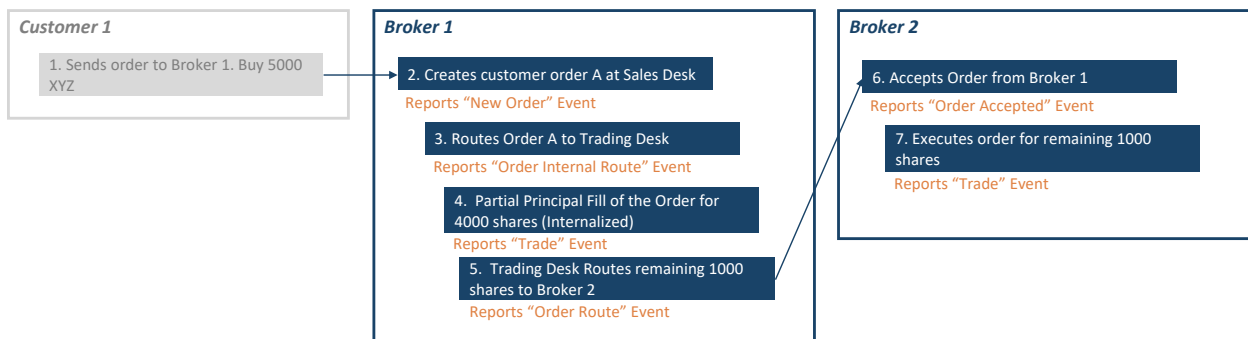 Customer 1
1. Sends order to Broker 1. Buy 5000
XYZ
Broker 1
2. Creates customer order A at Sales Desk
Reports “New Order” Event
3. Routes Order A to Trading Desk
Reports “Order Internal Route” Event
4.  Partial Principal Fill of the Order for
4000 shares (Internalized)
Reports “Trade” Event
5.  Trading Desk Routes remaining 1000
shares to Broker 2
Reports “Order Route” Event
Broker 2
6. Accepts Order from Broker 1
Reports “Order Accepted” Event
7. Executes order for remaining 1000
shares
Reports “Trade” Event